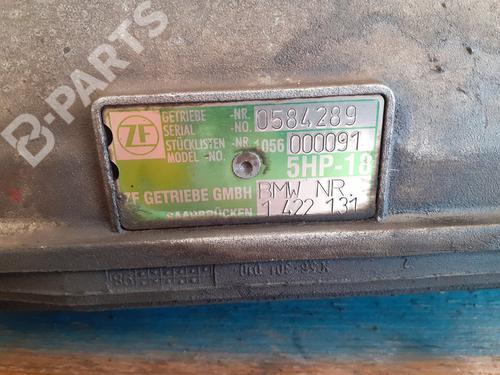 B-PARTS
ZF
GETRIEBE -NR. 0584289
SERIAL -NO.
STÜCKLISTEN -NR. 1056 000091
MODEL -NO. 5HP-18
ZF GETRIEBE GMBH BMW NR.
SAARBRÜCKEN 1 422 131